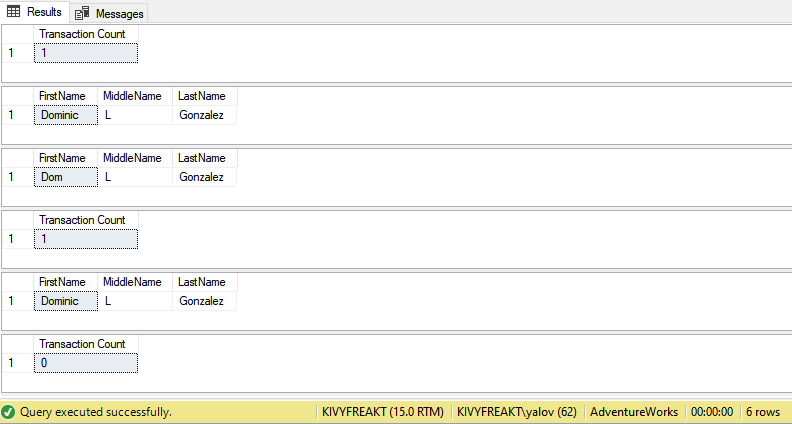 Results Messages
Transaction Count
1 1
FirstName MiddleName LastName
1 Dominic L Gonzalez
FirstName MiddleName LastName
1 Dom L Gonzalez
Transaction Count
1 1
FirstName MiddleName LastName
1 Dominic L Gonzalez
Transaction Count
1 0
Query executed successfully. KIVYFREAKT (15.0 RTM) KIVYFREAKT\yalov (62) AdventureWorks 00:00:00 6 rows